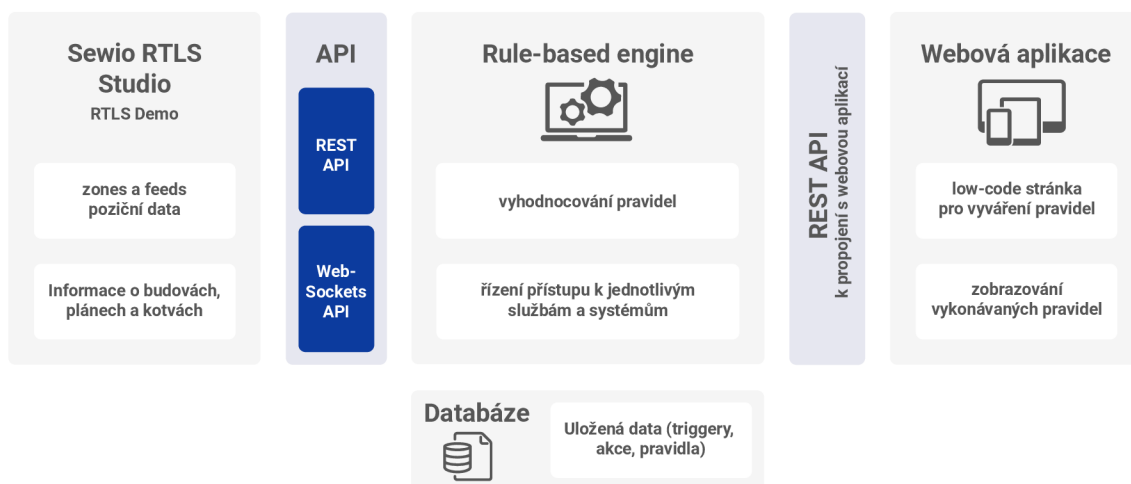 Sewio RTLS
Studio
RTLS Demo
zones a feeds
poziční data
Informace o budovách,
plánech a kotvách
API
REST
API
Web-
Sockets
API
Rule-based engine
vyhodnocování pravidel
řízení přístupu k jednotlivým
službám a systémům
REST API
k propojení s webovou aplikací
Webová aplikace
low-code stránka
pro vyváření pravidel
zobrazování
vykonávaných pravidel
Databáze
Uložená data (triggery,
akce, pravidla)